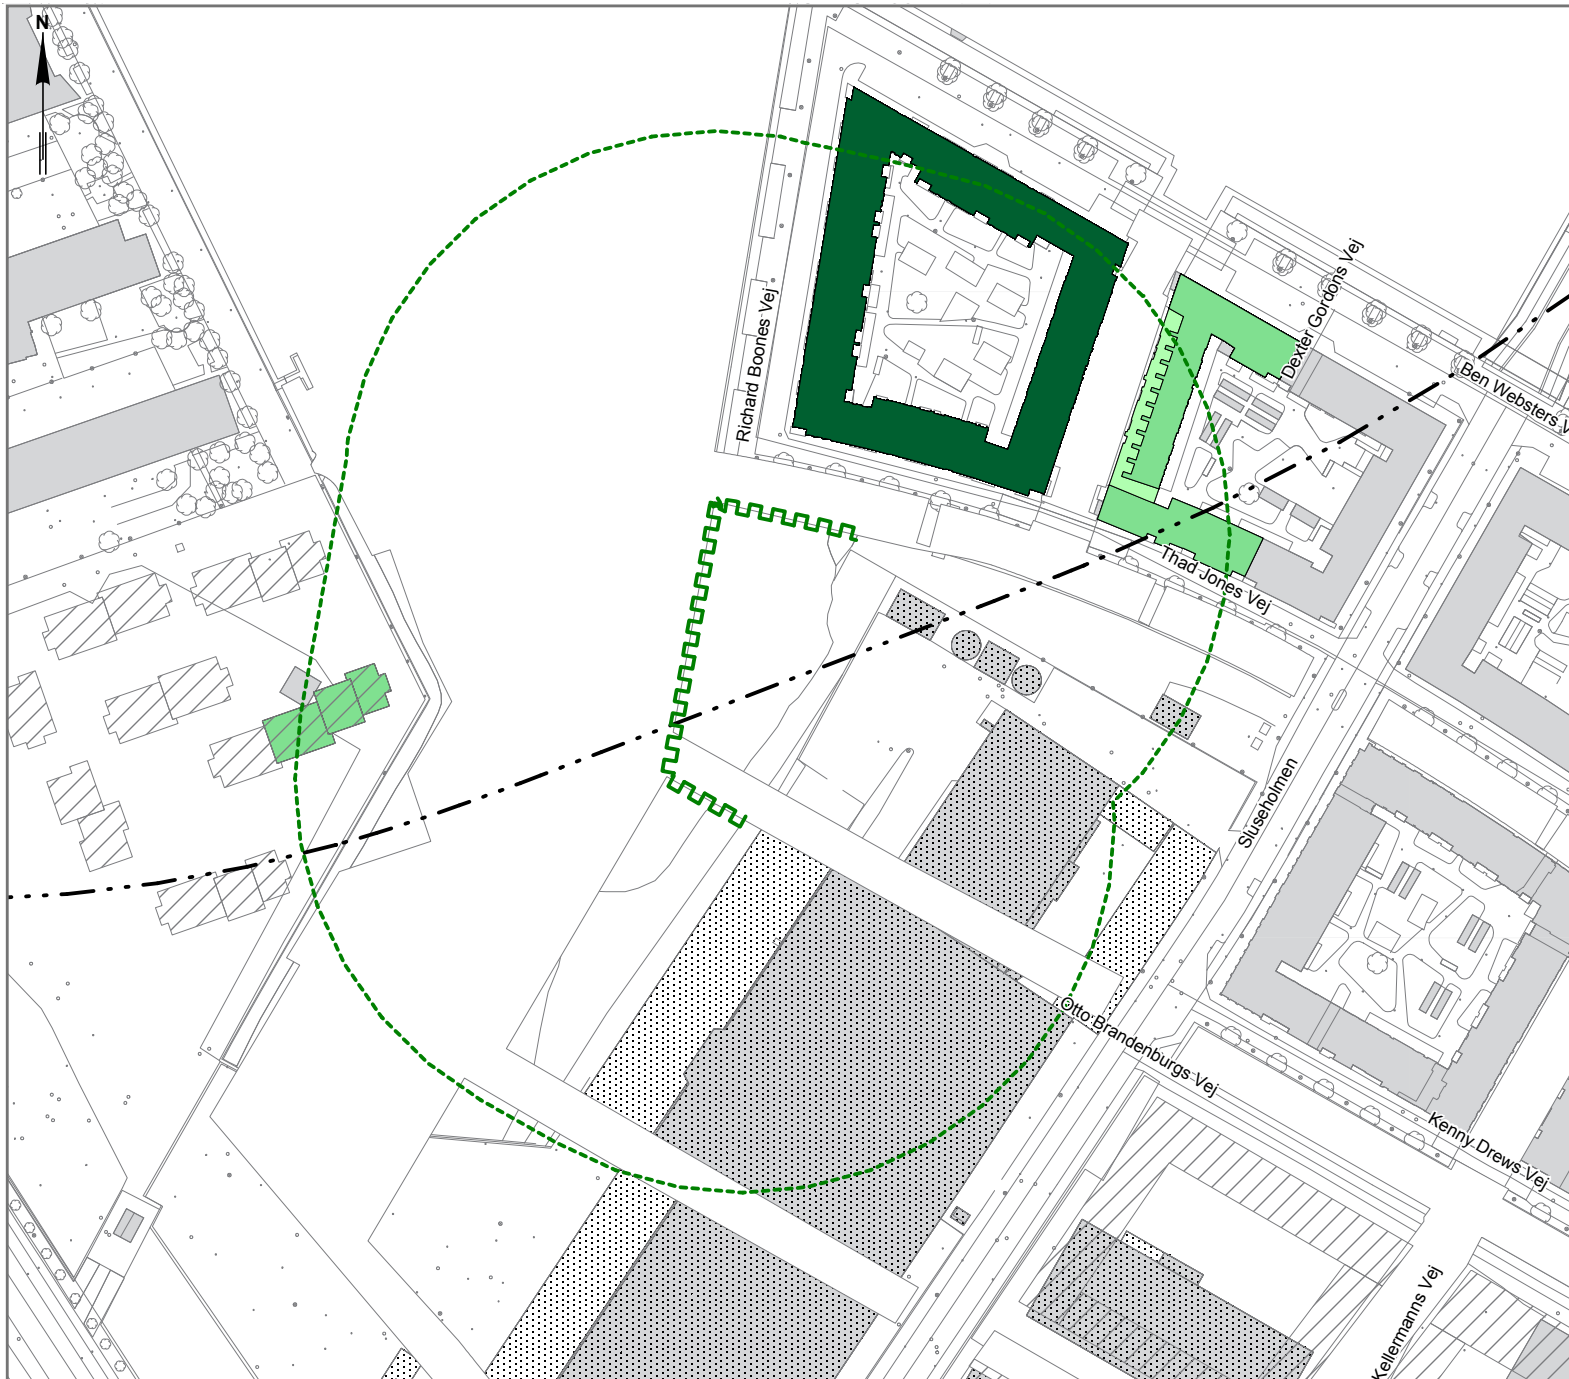 N
Dexter Gordons Vej
Richard Boones Vej
Ben Websters V
Thad Jones Vej
Sluseholmen
Otto Brandenburgs Vej
Kenny Drews Vej
Kellermanns Vej